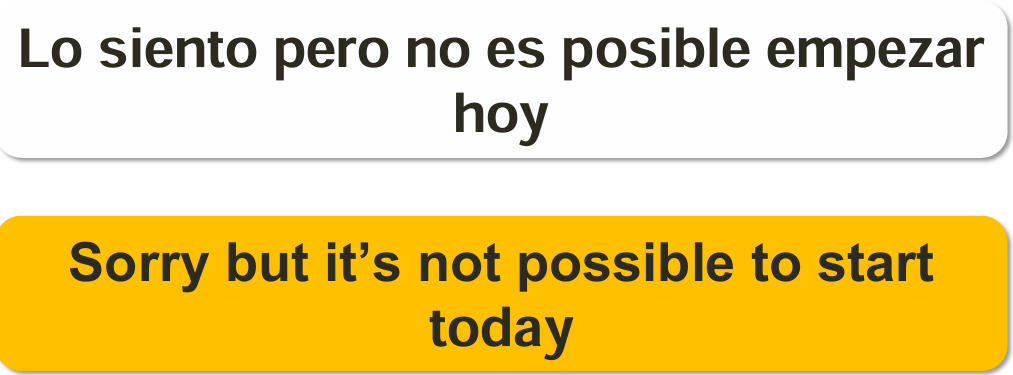 Lo siento pero no es posible empezar
hoy
Sorry but it’s not possible to start
today